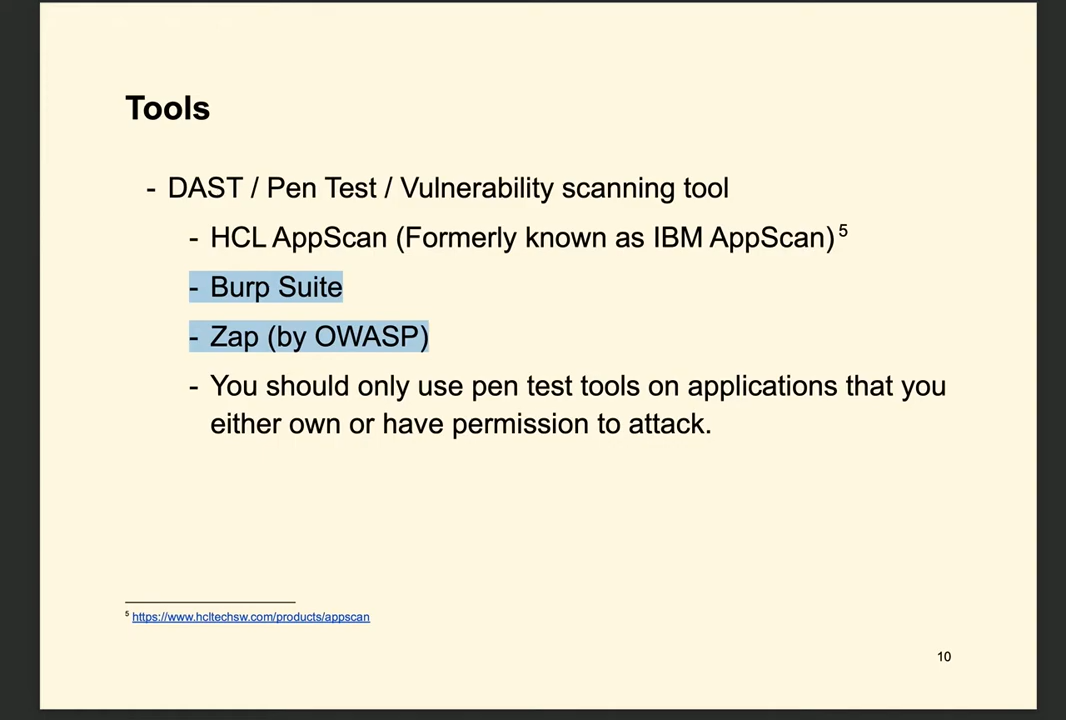 Tools
- DAST / Pen Test / Vulnerability scanning tool
- HCL AppScan (Formerly known as IBM AppScan) 5
- Burp Suite
- Zap (by OWASP)
- You should only use pen test tools on applications that you
either own or have permission to attack.
5 https://www.hcltechsw.com/products/appscan
10